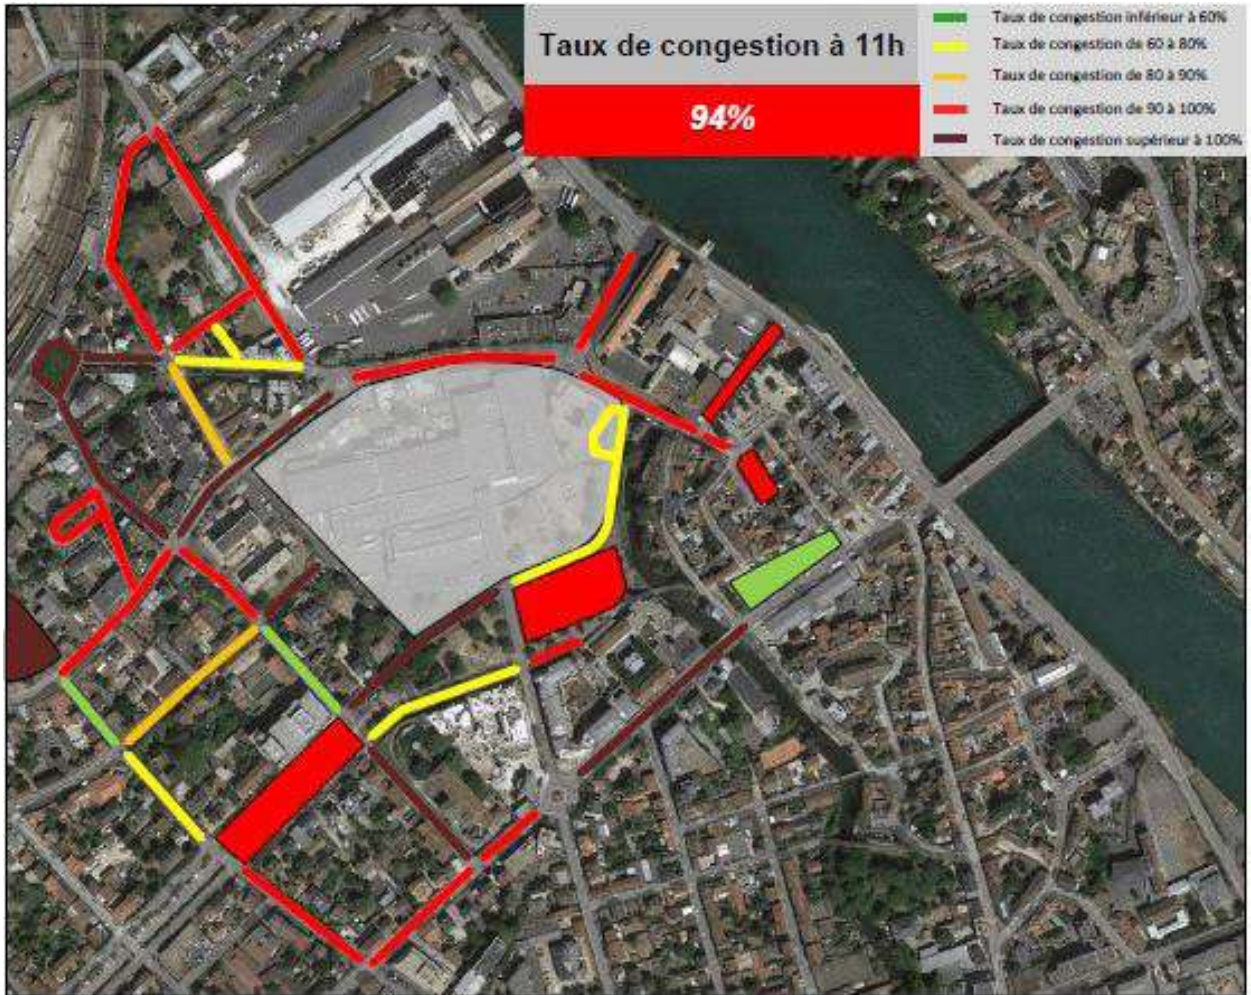 Taux de congestion à 11h
94%
Taux de congestion inférieur à 60%
Taux de congestion de 60 à 80%
Taux de congestion de 80 à 90%
Taux de congestion de 90 à 100%
Taux de congestion supérieur à 100%